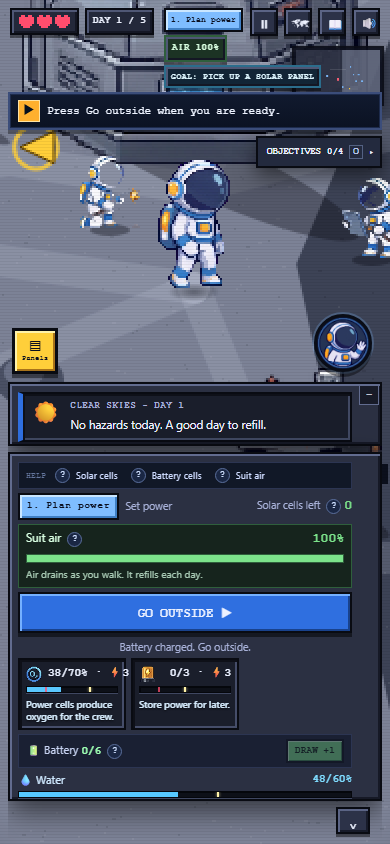 DAY 1 / 5
1. Plan power
AIR 100%
GOAL: PICK UP A SOLAR PANEL
Press Go outside when you are ready.
OBJECTIVES 0/4 O ▸
Panels
CLEAR SKIES - DAY 1
No hazards today. A good day to refill.
HELP ? Solar cells ? Battery cells ? Suit air
1. Plan power Set power Solar cells left ? 0
Suit air ? 100%
Air drains as you walk. It refills each day.
GO OUTSIDE ▶
Battery charged. Go outside.
38/70% · 3
Power cells produce
oxygen for the crew.
0/3 · 3
Store power for later.
Battery 0/6 ? DRAW +1
Water 48/60%
v